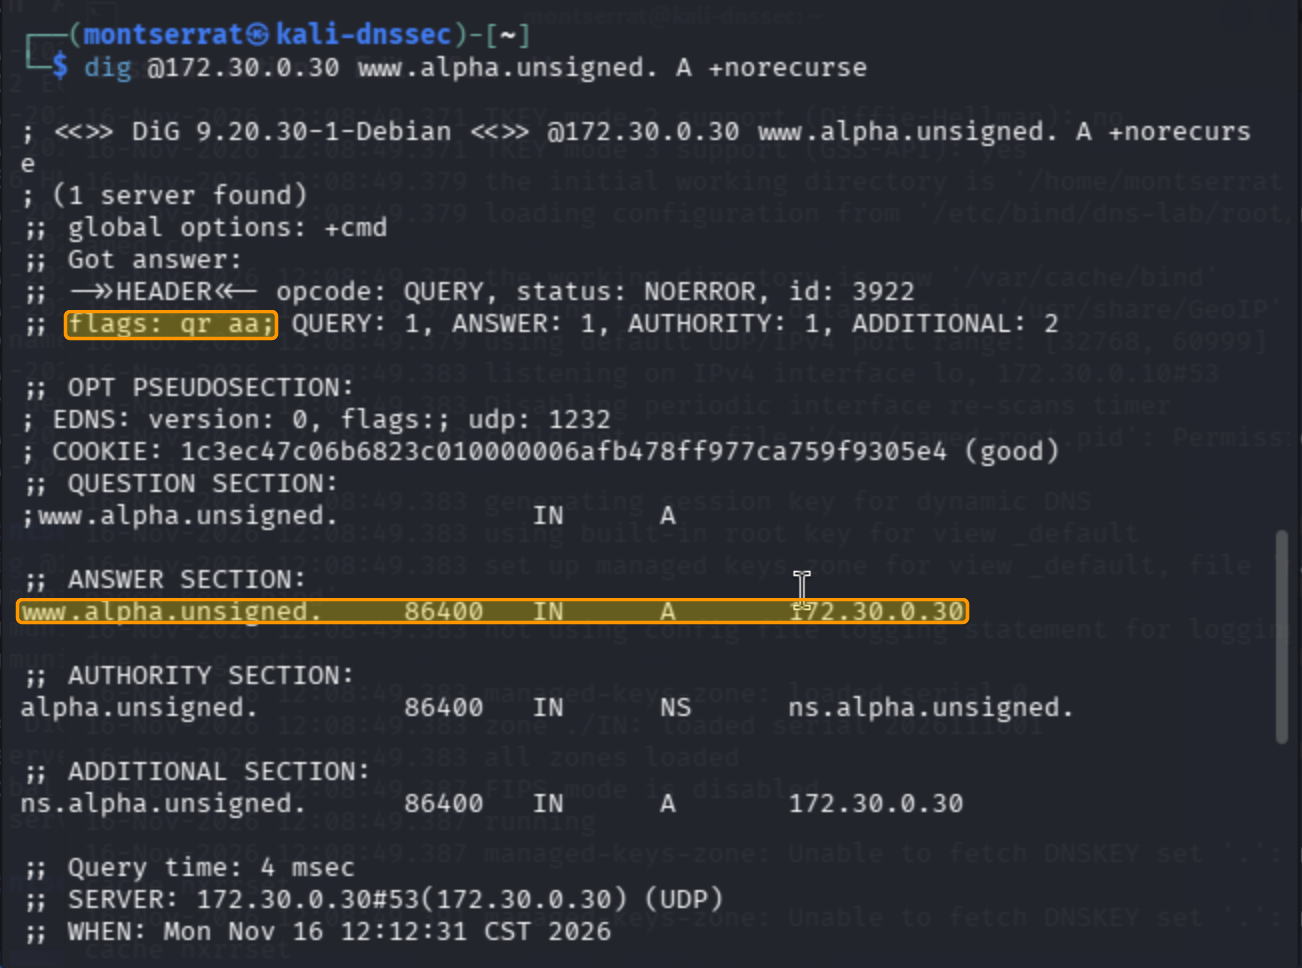 montserrat@kali-dnssec: ~
┌──(montserrat㉿kali-dnssec)-[~]
└─$ dig @172.30.0.30 www.alpha.unsigned. A +norecurse
; <<>> DiG 9.20.30-1-Debian <<>> @172.30.0.30 www.alpha.unsigned. A +norecurs
e
; (1 server found)
;; global options: +cmd
;; Got answer:
;; ->>HEADER<<- opcode: QUERY, status: NOERROR, id: 3922
;; flags: qr aa; QUERY: 1, ANSWER: 1, AUTHORITY: 1, ADDITIONAL: 2
;; OPT PSEUDOSECTION:
; EDNS: version: 0, flags:; udp: 1232
; COOKIE: 1c3ec47c06b6823c010000006afb478ff977ca759f9305e4 (good)
;; QUESTION SECTION:
;www.alpha.unsigned. IN A
;; ANSWER SECTION:
www.alpha.unsigned. 86400 IN A 172.30.0.30
;; AUTHORITY SECTION:
alpha.unsigned. 86400 IN NS ns.alpha.unsigned.
;; ADDITIONAL SECTION:
ns.alpha.unsigned. 86400 IN A 172.30.0.30
;; Query time: 4 msec
;; SERVER: 172.30.0.30#53(172.30.0.30) (UDP)
;; WHEN: Mon Nov 16 12:12:31 CST 2026